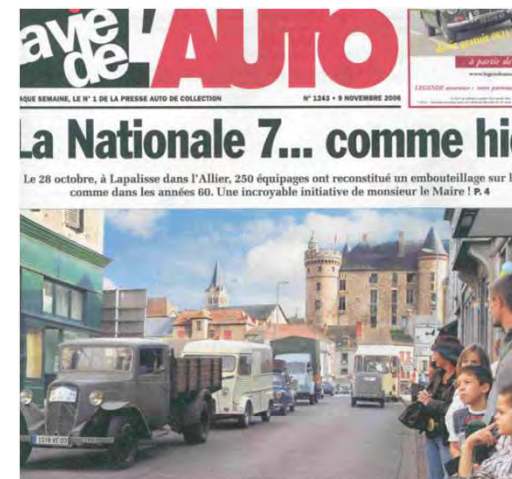 a vie
de L'AUTO
AQUE SEMAINE, LE N° 1 DE LA PRESSE AUTO DE COLLECTION
N° 1243 • 9 NOVEMBRE 2006
à partir de
LEGENDE
La Nationale 7... comme hi
Le 28 octobre, à Lapalisse dans l'Allier, 250 équipages ont reconstitué un embouteillage sur l
comme dans les années 60. Une incroyable initiative de monsieur le Maire ! P. 4